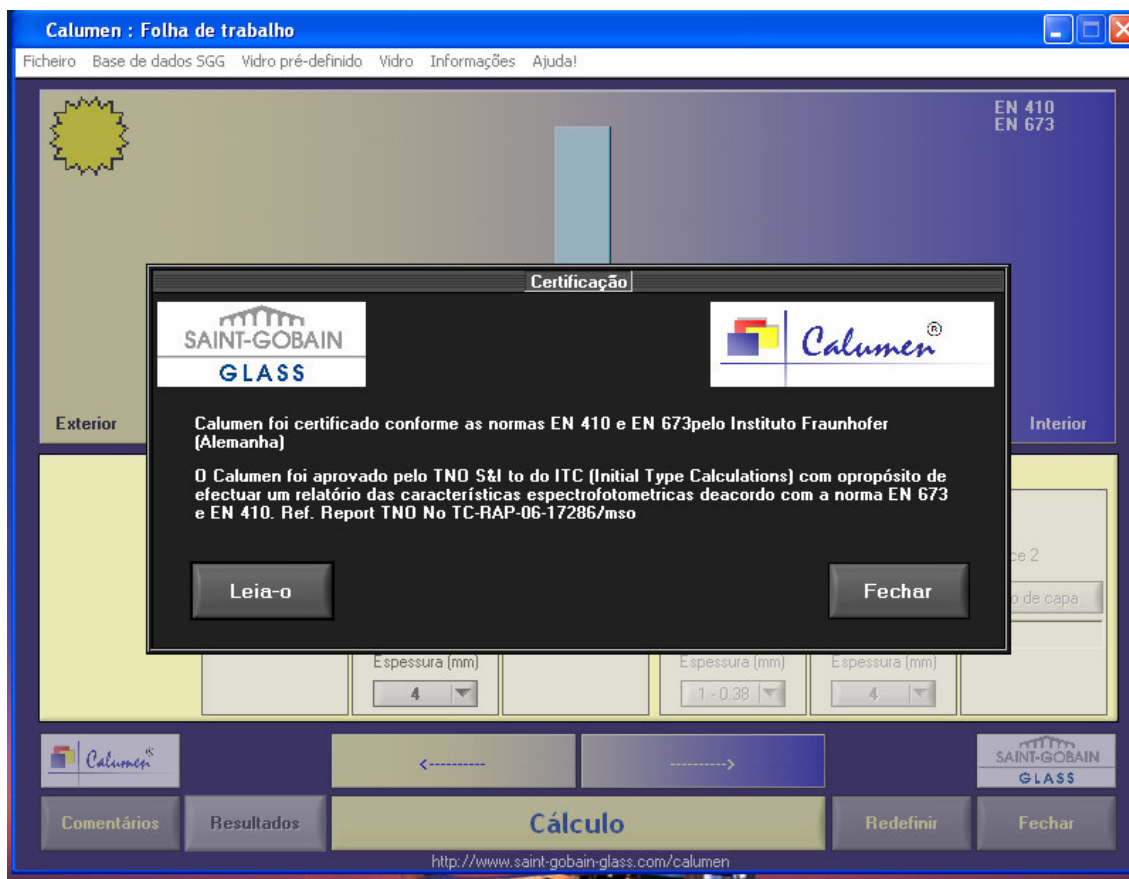 Calumen : Folha de trabalho
Ficheiro Base de dados SGG Vidro pré-definido Vidro Informações Ajuda!
EN 410
EN 673
Certificação
SAINT-GOBAIN
GLASS
Calumen®
Exterior
Interior
Calumen foi certificado conforme as normas EN 410 e EN 673pelo Instituto Fraunhofer
(Alemanha)
O Calumen foi aprovado pelo TNO S&I to do ITC (Initial Type Calculations) com opropósito de
efectuar um relatório das características espectrofotometricas deacordo com a norma EN 673
e EN 410. Ref. Report TNO No TC-RAP-06-17286/mso
Leia-o
Fechar
ce 2
o de capa
Espessura (mm)
Espessura (mm)
Espessura (mm)
4
1 - 0.38
4
Calumen®
<----------
---------->
SAINT-GOBAIN
GLASS
Comentários
Resultados
Cálculo
Redefinir
Fechar
http://www.saint-gobain-glass.com/calumen